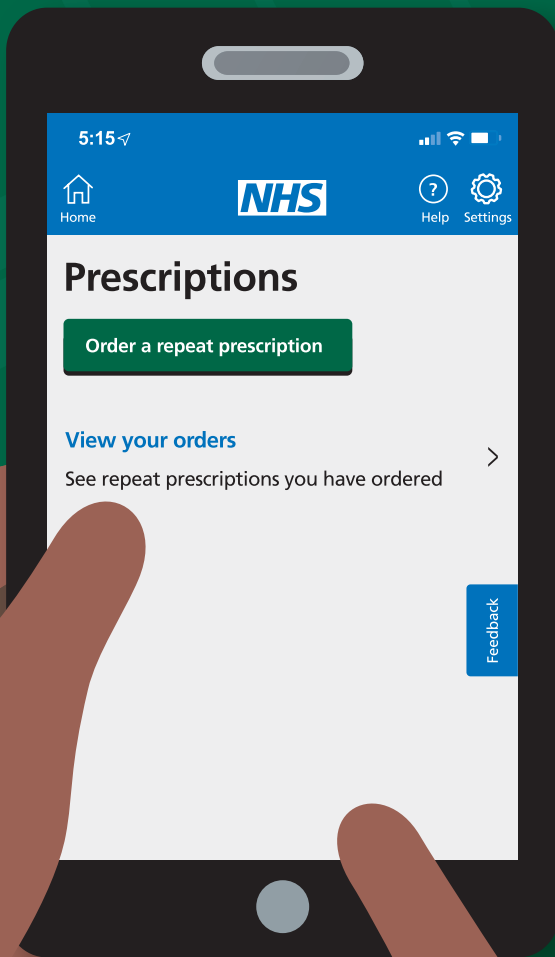 5:15
NHS
?
Home
Help
Settings
Prescriptions
Order a repeat prescription
View your orders
See repeat prescriptions you have ordered
Feedback